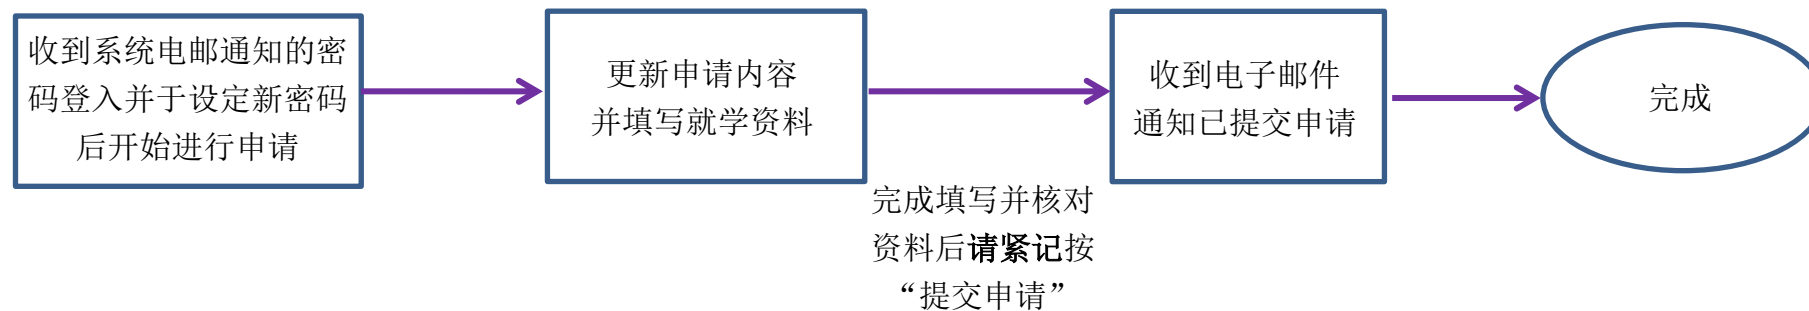 收到系统电邮通知的密
码登入并于设定新密码
后开始进行申请
更新申请内容
并填写就学资料
完成填写并核对
资料后请紧记按
“提交申请”
收到电子邮件
通知已提交申请
完成